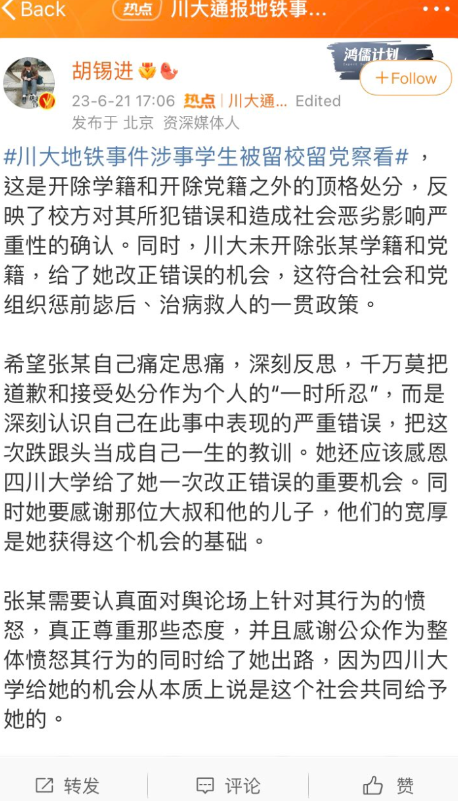 Back
热点
川大通报地铁事...
鸿儒计划
胡锡进
+Follow
23-6-21 17:06 热点 | 川大通... Edited
发布于 北京 资深媒体人
#川大地铁事件涉事学生被留校留党察看#，
这是开除学籍和开除党籍之外的顶格处分，反
映了校方对其所犯错误和造成社会恶劣影响严
重性的确认。同时，川大未开除张某学籍和党
籍，给了她改正错误的机会，这符合社会和党
组织惩前毖后、治病救人的一贯政策。
希望张某自己痛定思痛，深刻反思，千万莫把
道歉和接受处分作为个人的“一时所忍”，而是
深刻认识自己在此事中表现的严重错误，把这
次跌跟头当成自己一生的教训。她还应该感恩
四川大学给了她一次改正错误的重要机会。同
时她要感谢那位大叔和他的儿子，他们的宽厚
是她获得这个机会的基础。
张某需要认真面对舆论场上针对其行为的愤
怒，真正尊重那些态度，并且感谢公众作为整
体愤怒其行为的同时给了她出路，因为四川大
学给她的机会从本质上说是这个社会共同给予
她的。
转发
评论
赞